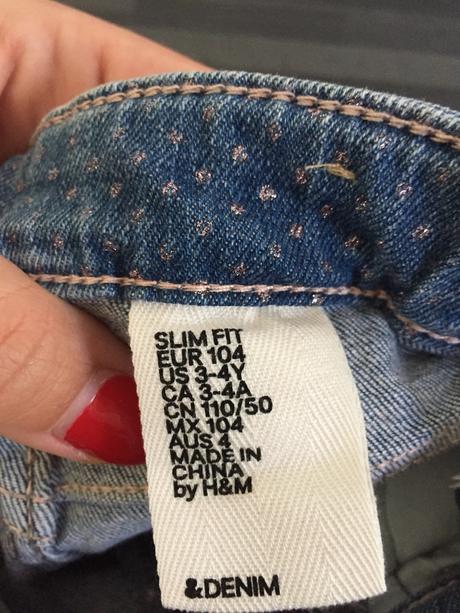 SLIM FIT
EUR 104
US 3-4Y
CA 3-4A
CN 110/50
MX 104
AUS 4
MADE IN
CHINA
by H&M
&DENIM